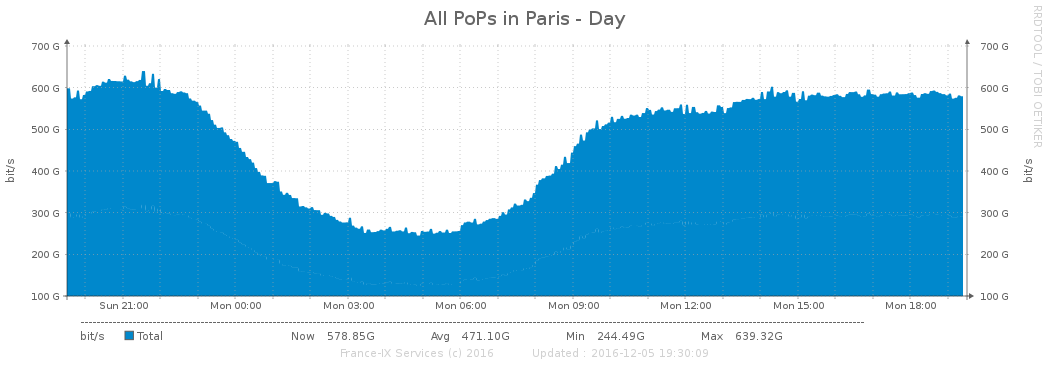 All PoPs in Paris - Day
RRDTOOL / TOBI OETIKER
700 G 700 G
600 G 600 G
500 G 500 G
400 G 400 G
300 G 300 G
200 G 200 G
100 G 100 G
bit/s
bit/s
Sun 21:00 Mon 00:00 Mon 03:00 Mon 06:00 Mon 09:00 Mon 12:00 Mon 15:00 Mon 18:00
bit/s Total Now 578.85G Avg 471.10G Min 244.49G Max 639.32G
France-IX Services (c) 2016 Updated : 2016-12-05 19:30:09